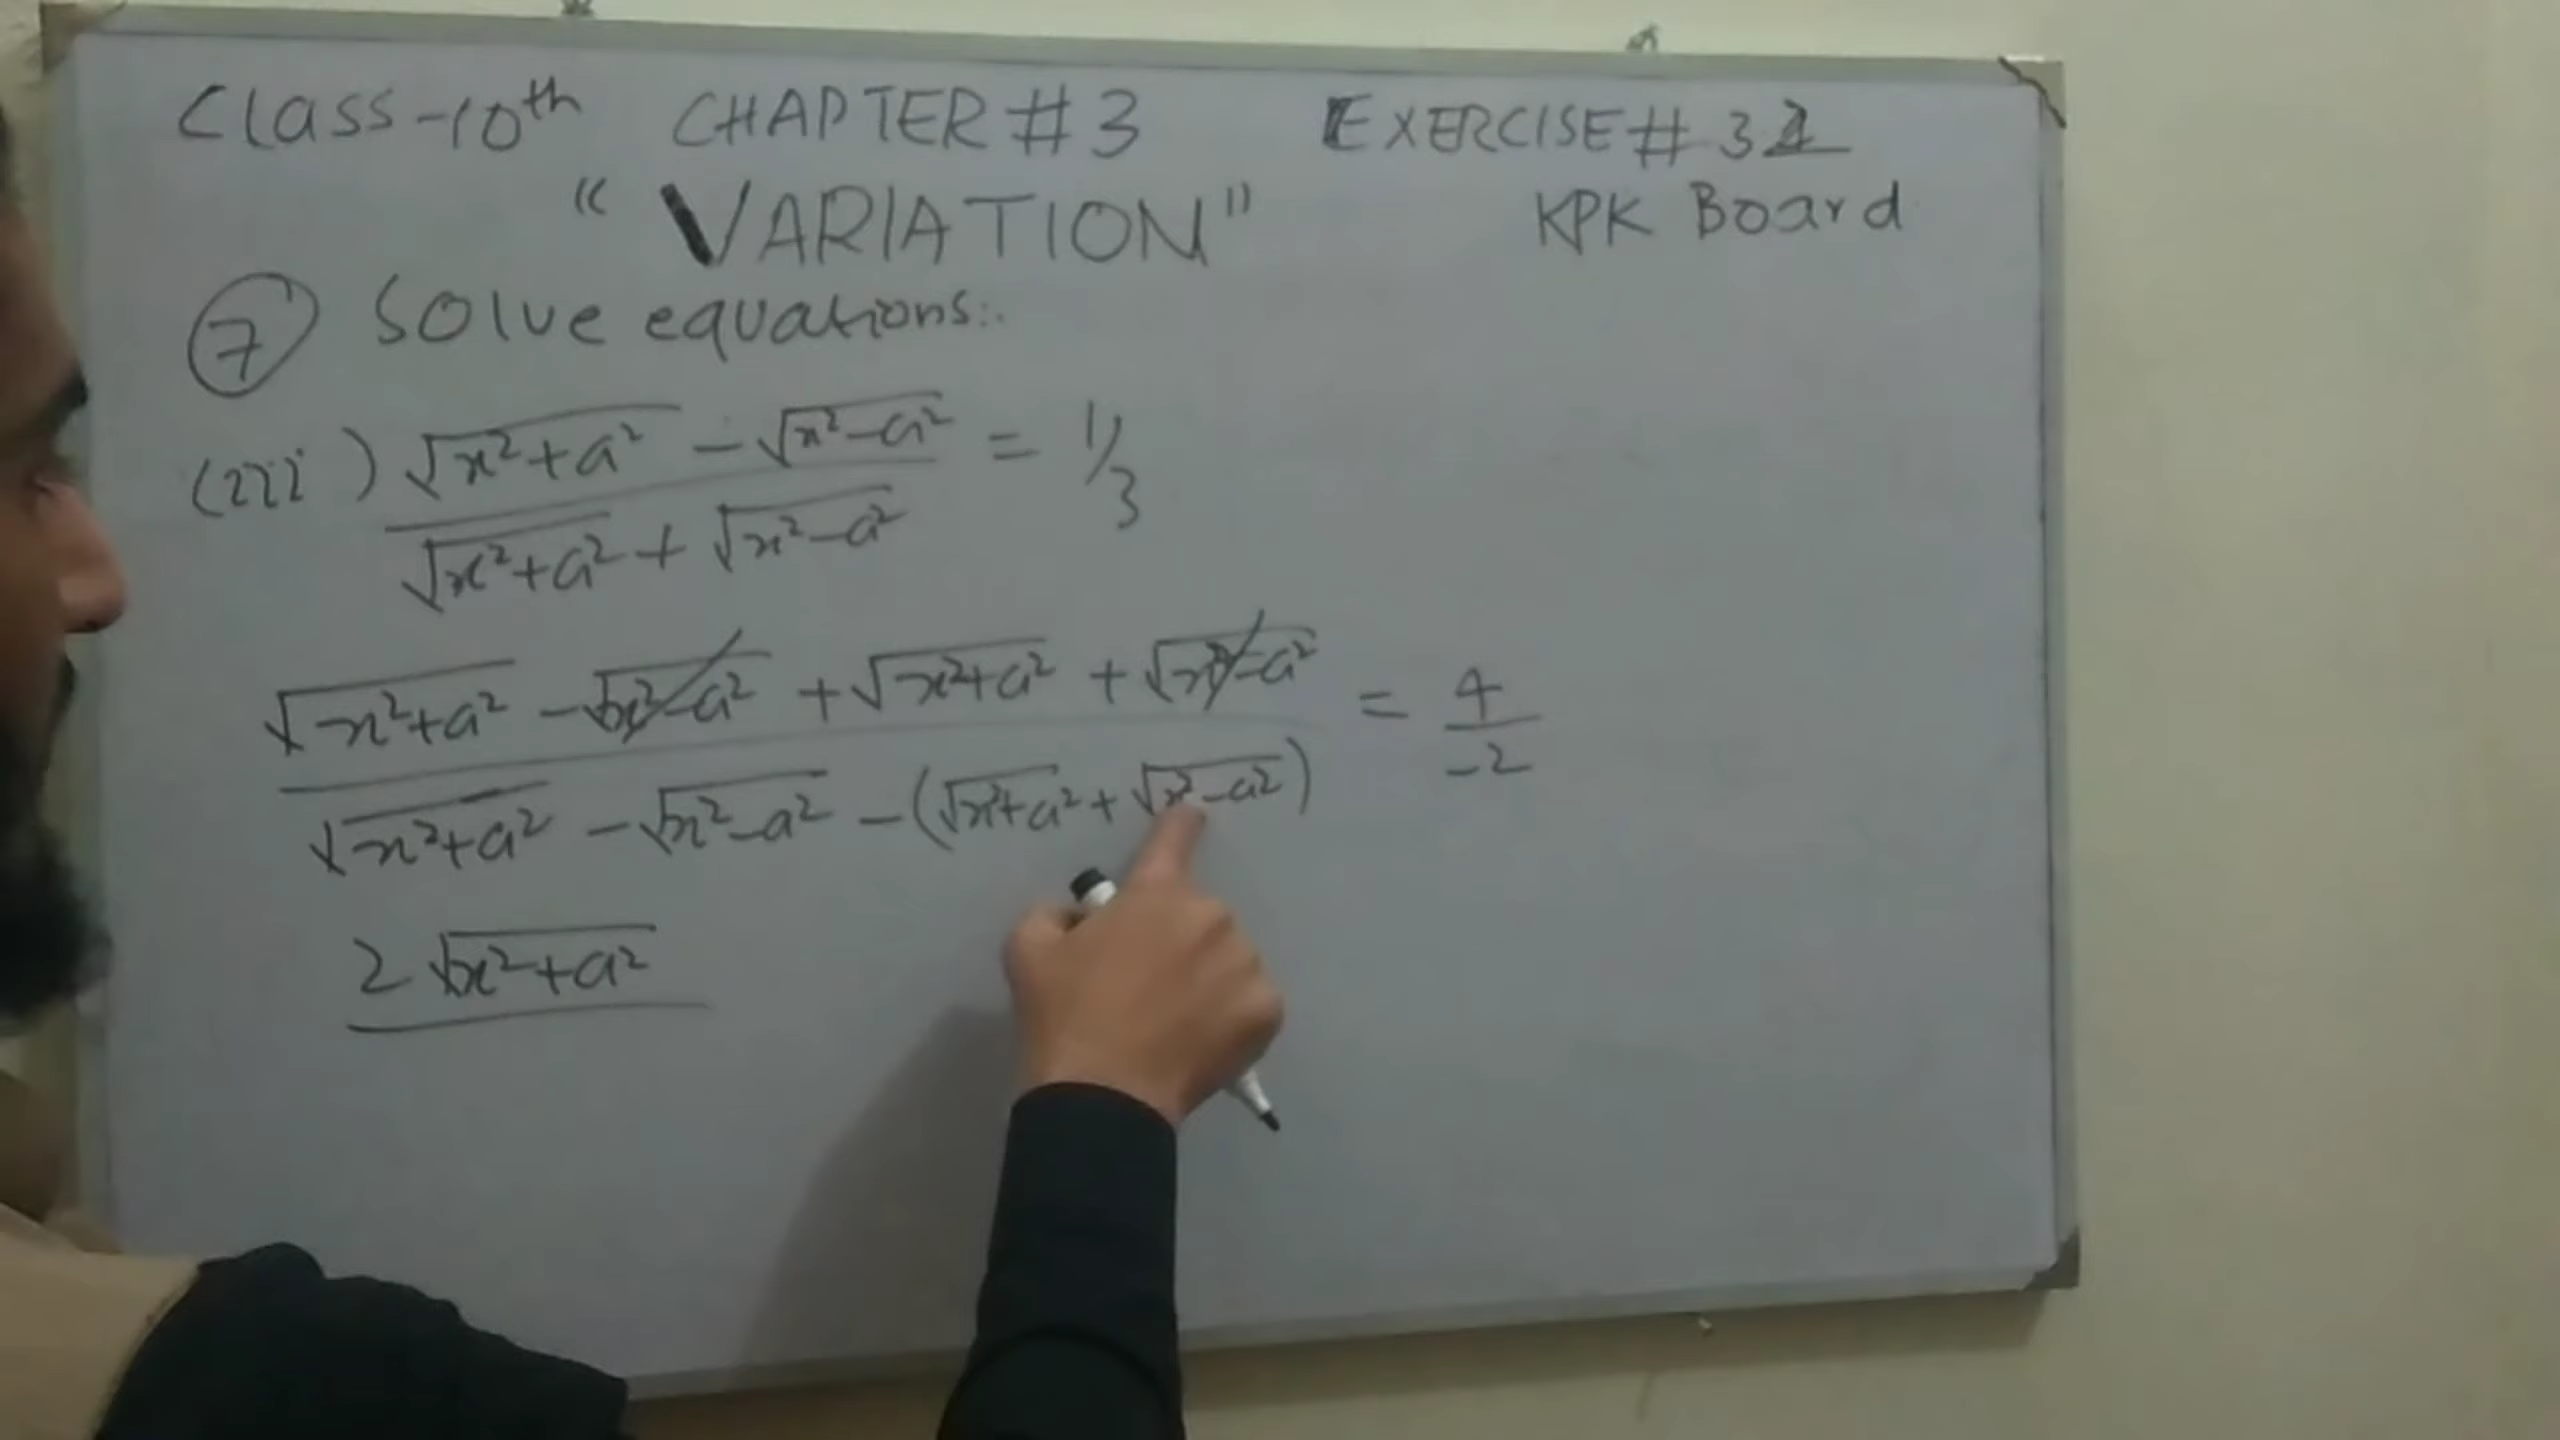 Class-10th CHAPTER # 3 EXERCISE # 3.2
"VARIATION" KPK Board
7 Solve equations:.
(iii) √x²+a² - √x²-a² = 1/3
√x²+a² + √x²-a²
√x²+a² - √x²-a² + √x²+a² + √x²-a² = 4
√x²+a² - √x²-a² - (√x²+a² + √x²-a²) -2
2√x²+a²